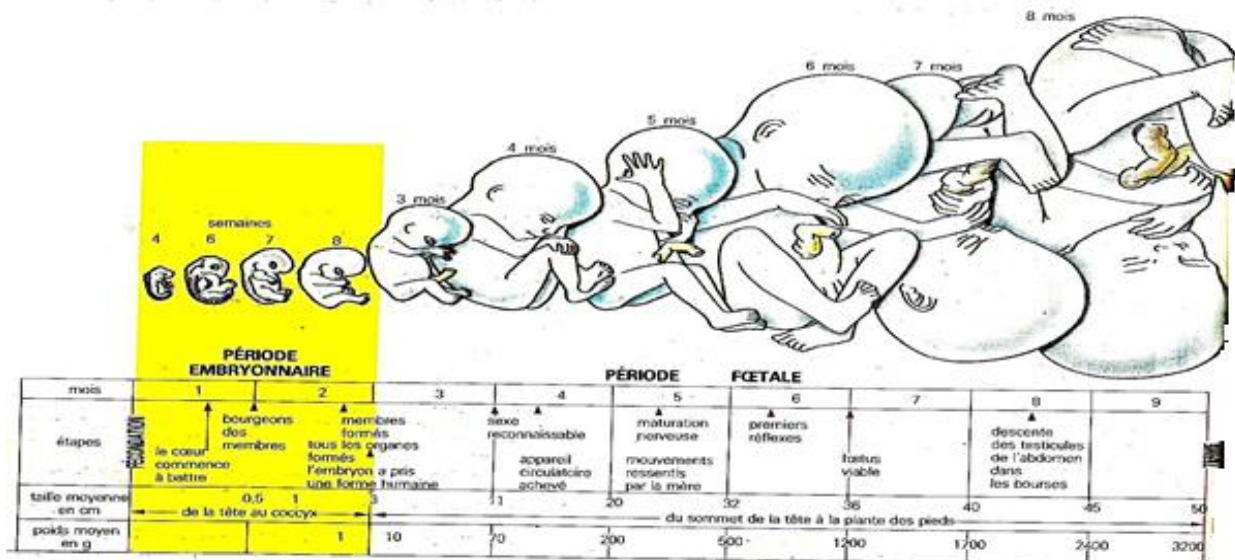 8 mois
6 mois
7 mois
5 mois
4 mois
3 mois
semaines
4 6 7 8
PÉRIODE
EMBRYONNAIRE
PÉRIODE FŒTALE
mois 1 2 3 4 5 6 7 8 9
étapes
FÉCONDATION
le cœur
commence
à battre
bourgeons
des
membres
membres
formés
tous les organes
formés
l'embryon a pris
une forme humaine
sexe
reconnaissable
appareil
circulatoire
achevé
maturation
nerveuse
mouvements
ressentis
par la mère
premiers
réflexes
fœtus
viable
descente
des testicules
de l'abdomen
dans
les bourses
taille moyenne
en cm
0,5 1 3 11 20 32 36 40 45 50
de la tête au coccyx
du sommet de la tête à la plante des pieds
poids moyen
en g
1 10 70 200 500 1200 1700 2400 3200